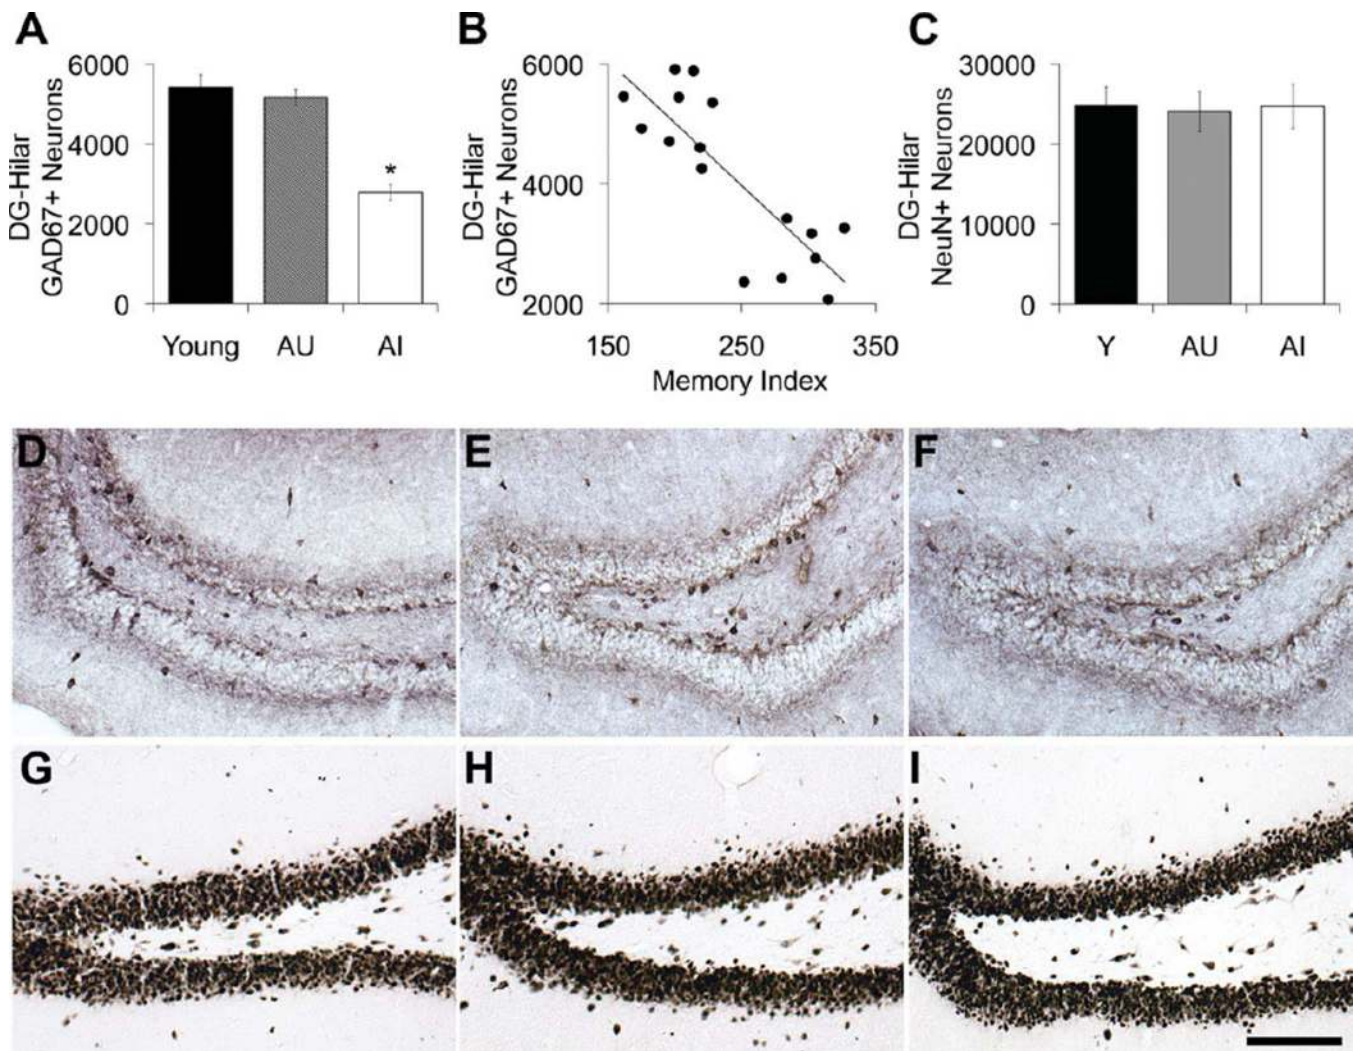 A
DG-Hilar
GAD67+ Neurons
6000
4000
2000
0
*
Young
AU
AI
B
DG-Hilar
GAD67+ Neurons
6000
4000
2000
150
250
350
Memory Index
C
DG-Hilar
NeuN+ Neurons
30000
20000
10000
0
Y
AU
AI
D
E
F
G
H
I